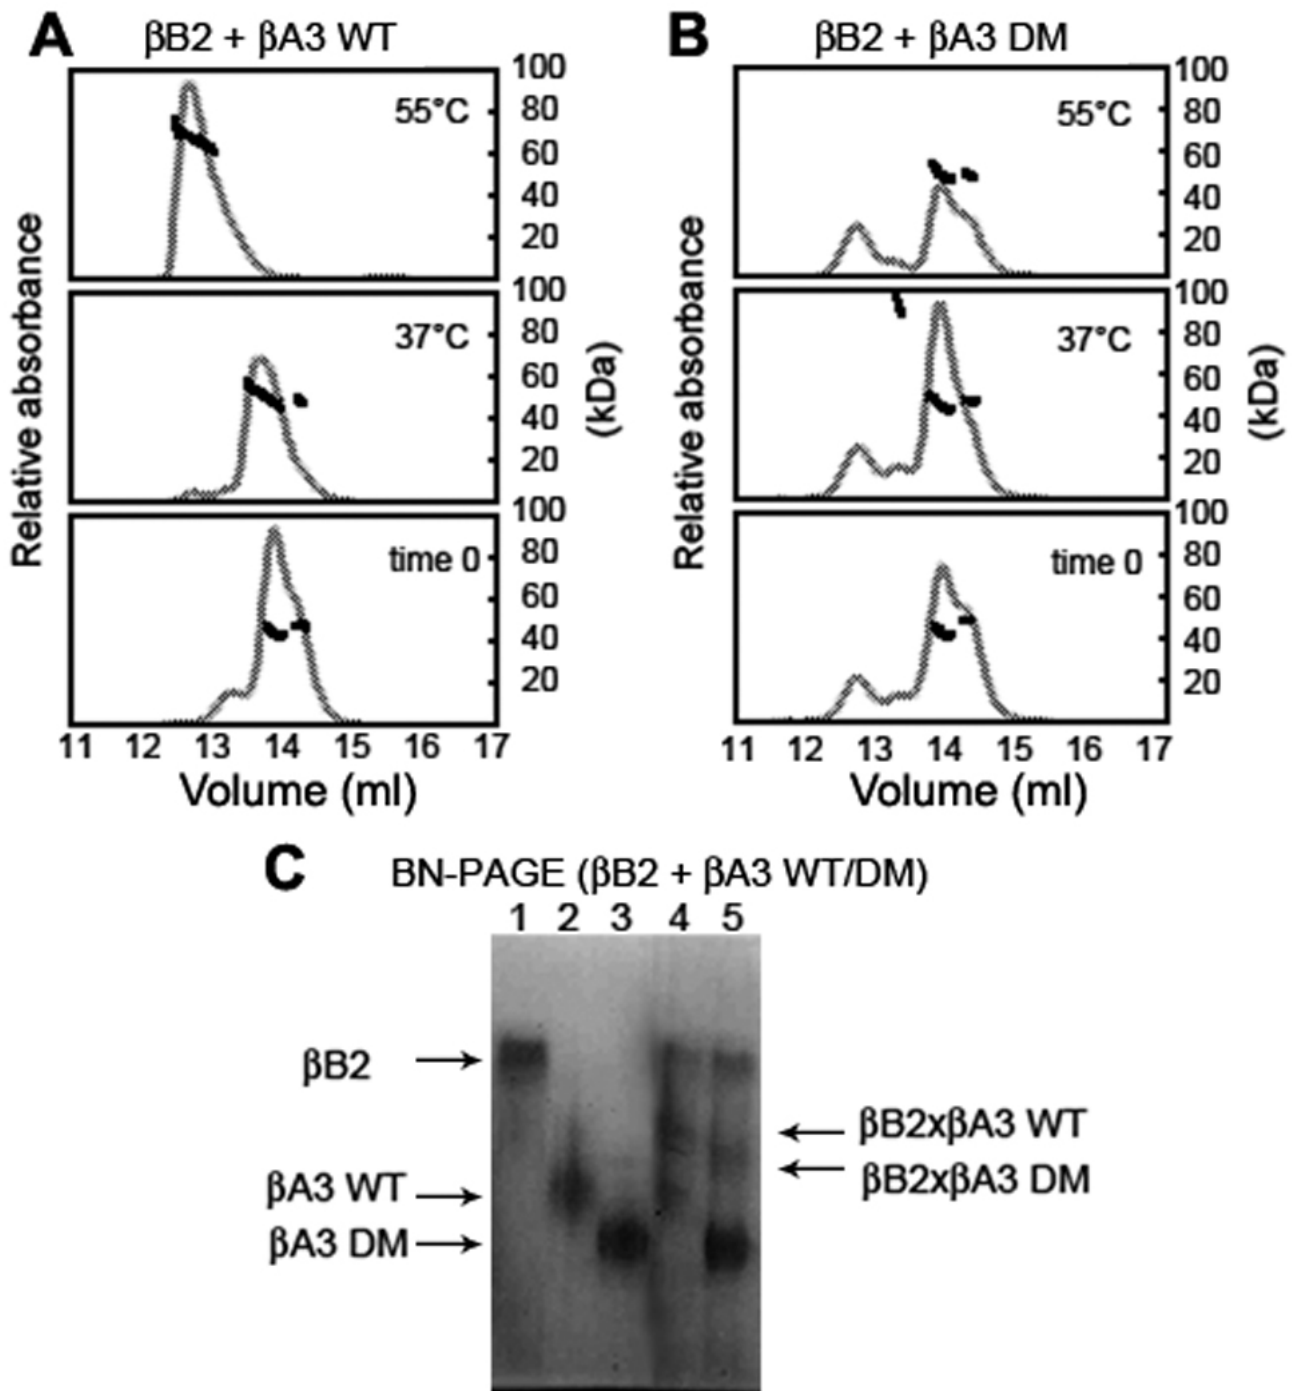 A βB2 + βA3 WT
55°C
100
80
60
40
20
37°C
100
80
60
40
20
time 0
100
80
60
40
20
Relative absorbance
(kDa)
11 12 13 14 15 16 17
Volume (ml)
B βB2 + βA3 DM
55°C
100
80
60
40
20
37°C
100
80
60
40
20
time 0
100
80
60
40
20
Relative absorbance
(kDa)
11 12 13 14 15 16 17
Volume (ml)
C BN-PAGE (βB2 + βA3 WT/DM)
1 2 3 4 5
βB2
βA3 WT
βA3 DM
βB2xβA3 WT
βB2xβA3 DM